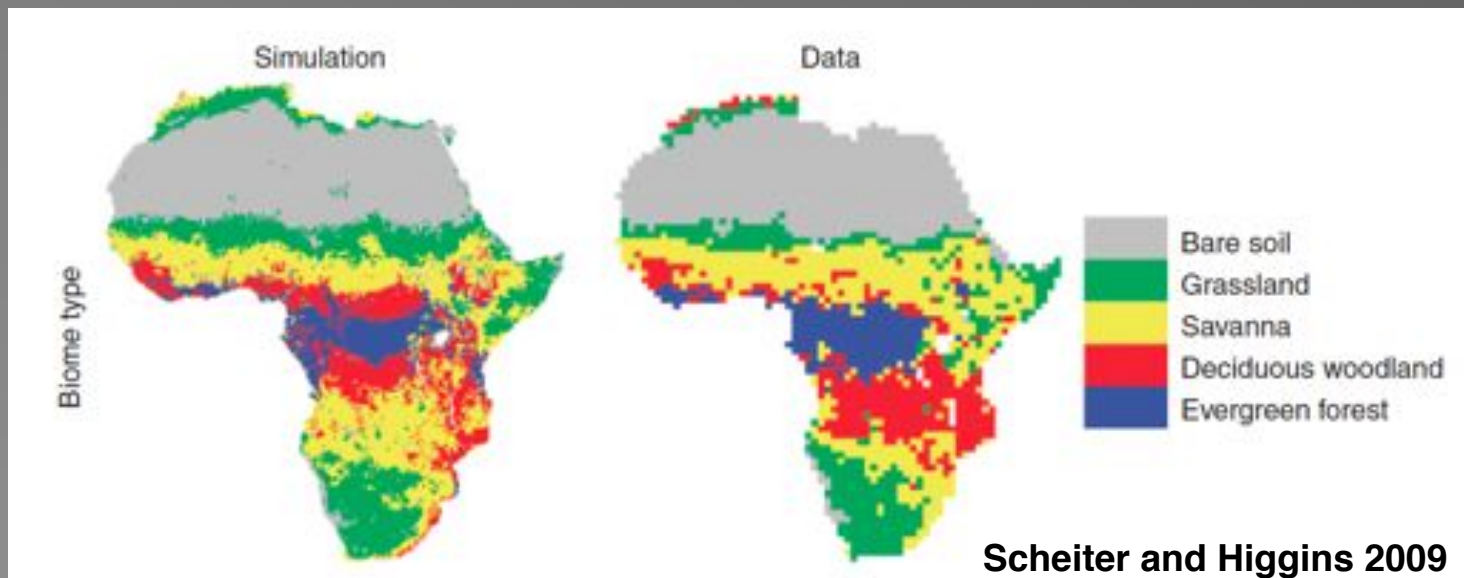 Simulation
Data
Biome type
Bare soil
Grassland
Savanna
Deciduous woodland
Evergreen forest
Scheiter and Higgins 2009